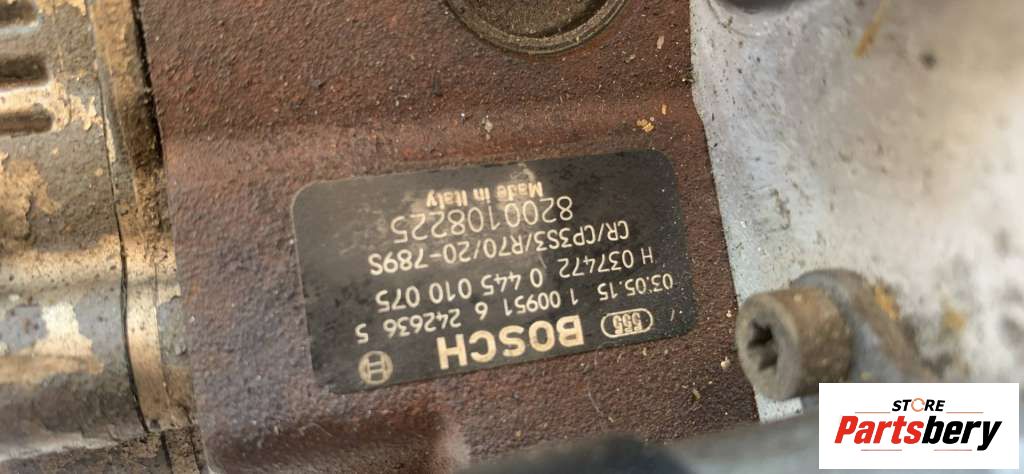 555
BOSCH
03.05.15 1 00951 6 242636 5
H 037472 0 445 010 075
CR/CP3S3/R70/20-789S
8200108225
Made in Italy
STORE
Partsbery